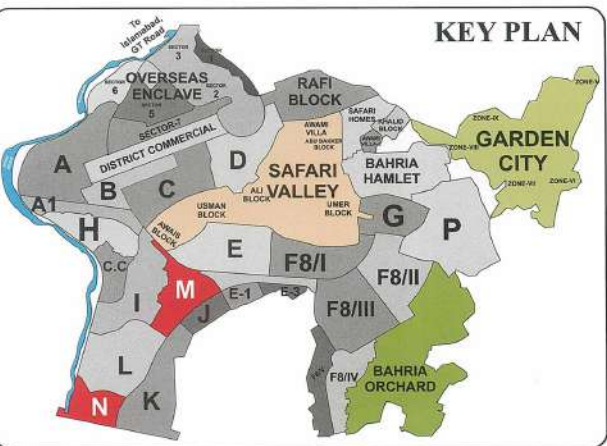 KEY PLAN
To
Islamabad,
GT Road
SECTOR
3
SECTOR
6
OVERSEAS
ENCLAVE
SECTOR
2
SECTOR
5
SECTOR-7
DISTRICT COMMERCIAL
RAFI
BLOCK
SAFARI
HOMES
KHALID
BLOCK
AWAMI
VILLA
ABU BAKKER
BLOCK
ZONE-IX
ZONE-VIII
GARDEN
CITY
ZONE-VII
ZONE-VI
A
B
C
D
SAFARI
VALLEY
BAHRIA
HAMLET
ALI
BLOCK
USMAN
BLOCK
UMER
BLOCK
AWAIS
BLOCK
A1
H
G
P
C.C
E
F8/I
F8/II
M
I
J
E-1
E-3
F8/III
L
N
K
F8/IV
BAHRIA
ORCHARD